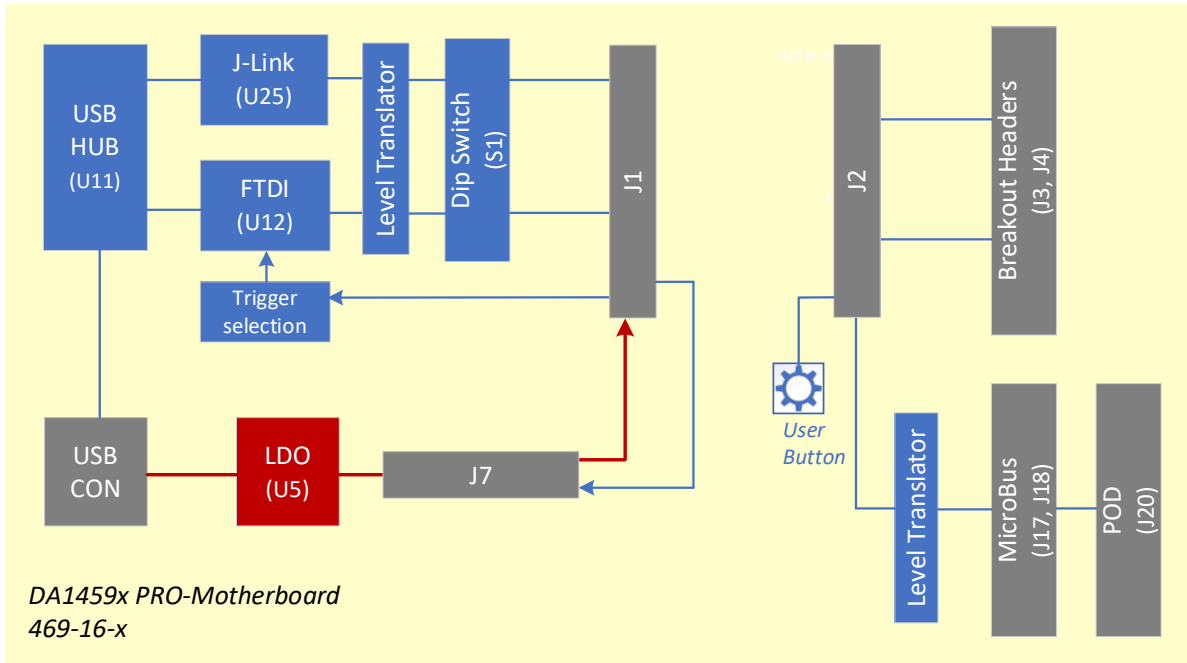 USB
HUB
(U11)
J-Link
(U25)
FTDI
(U12)
Trigger
selection
Level Translator
Dip Switch
(S1)
J1
J2
Breakout Headers
(J3, J4)
Antenn
USB
CON
LDO
(U5)
J7
User
Button
Level Translator
MicroBus
(J17, J18)
POD
(J20)
DA1459x PRO-Motherboard
469-16-x